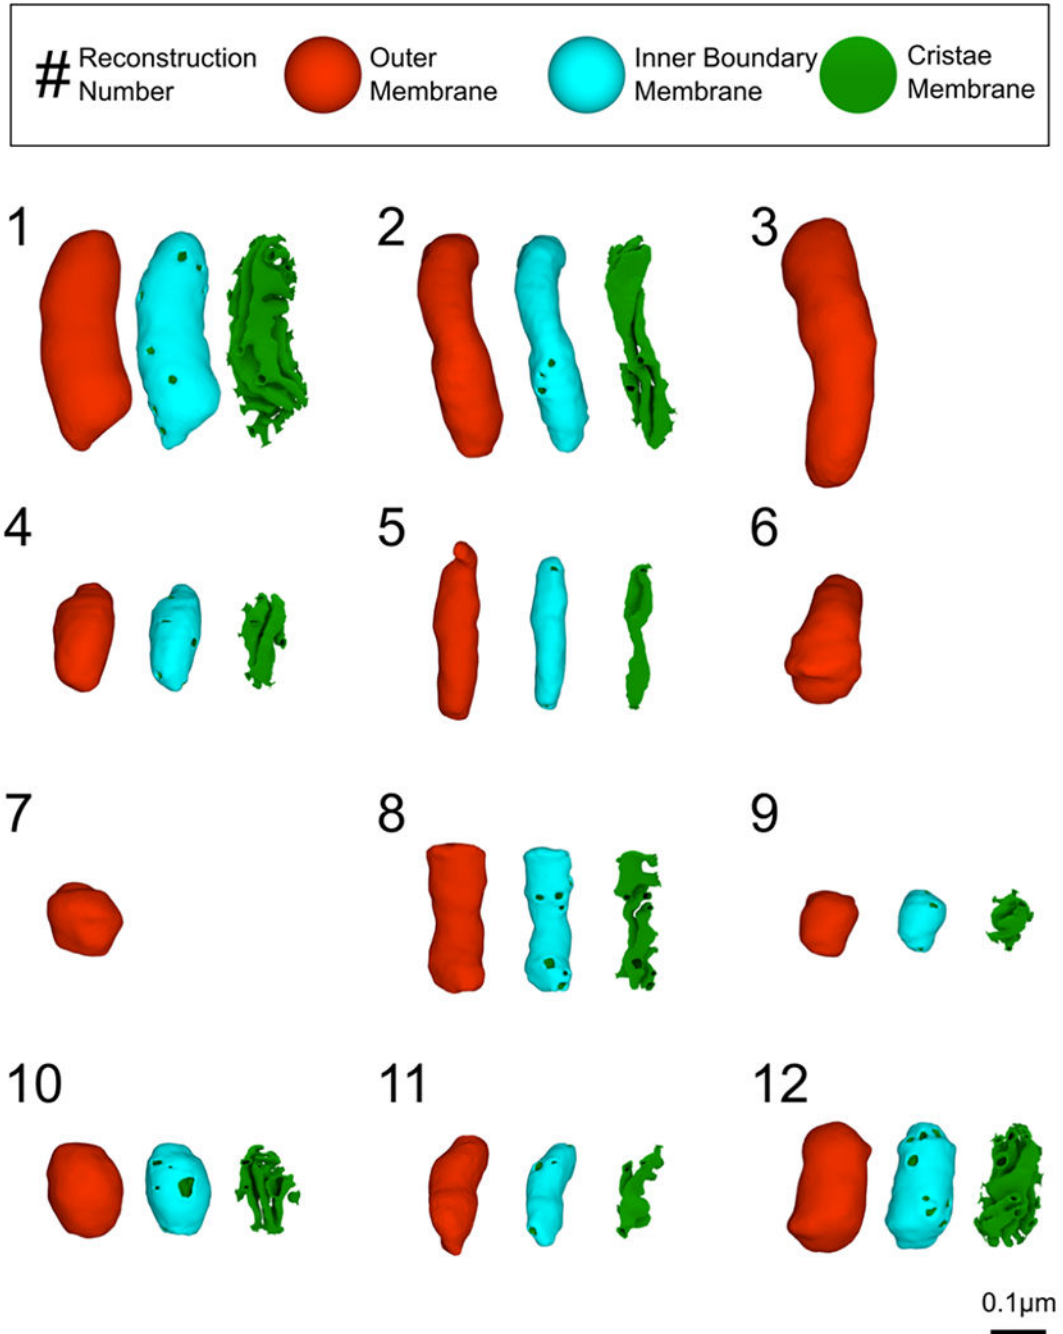 # Reconstruction Number
Outer Membrane
Inner Boundary Membrane
Cristae Membrane
1 2 3
4 5 6
7 8 9
10 11 12
0.1μm